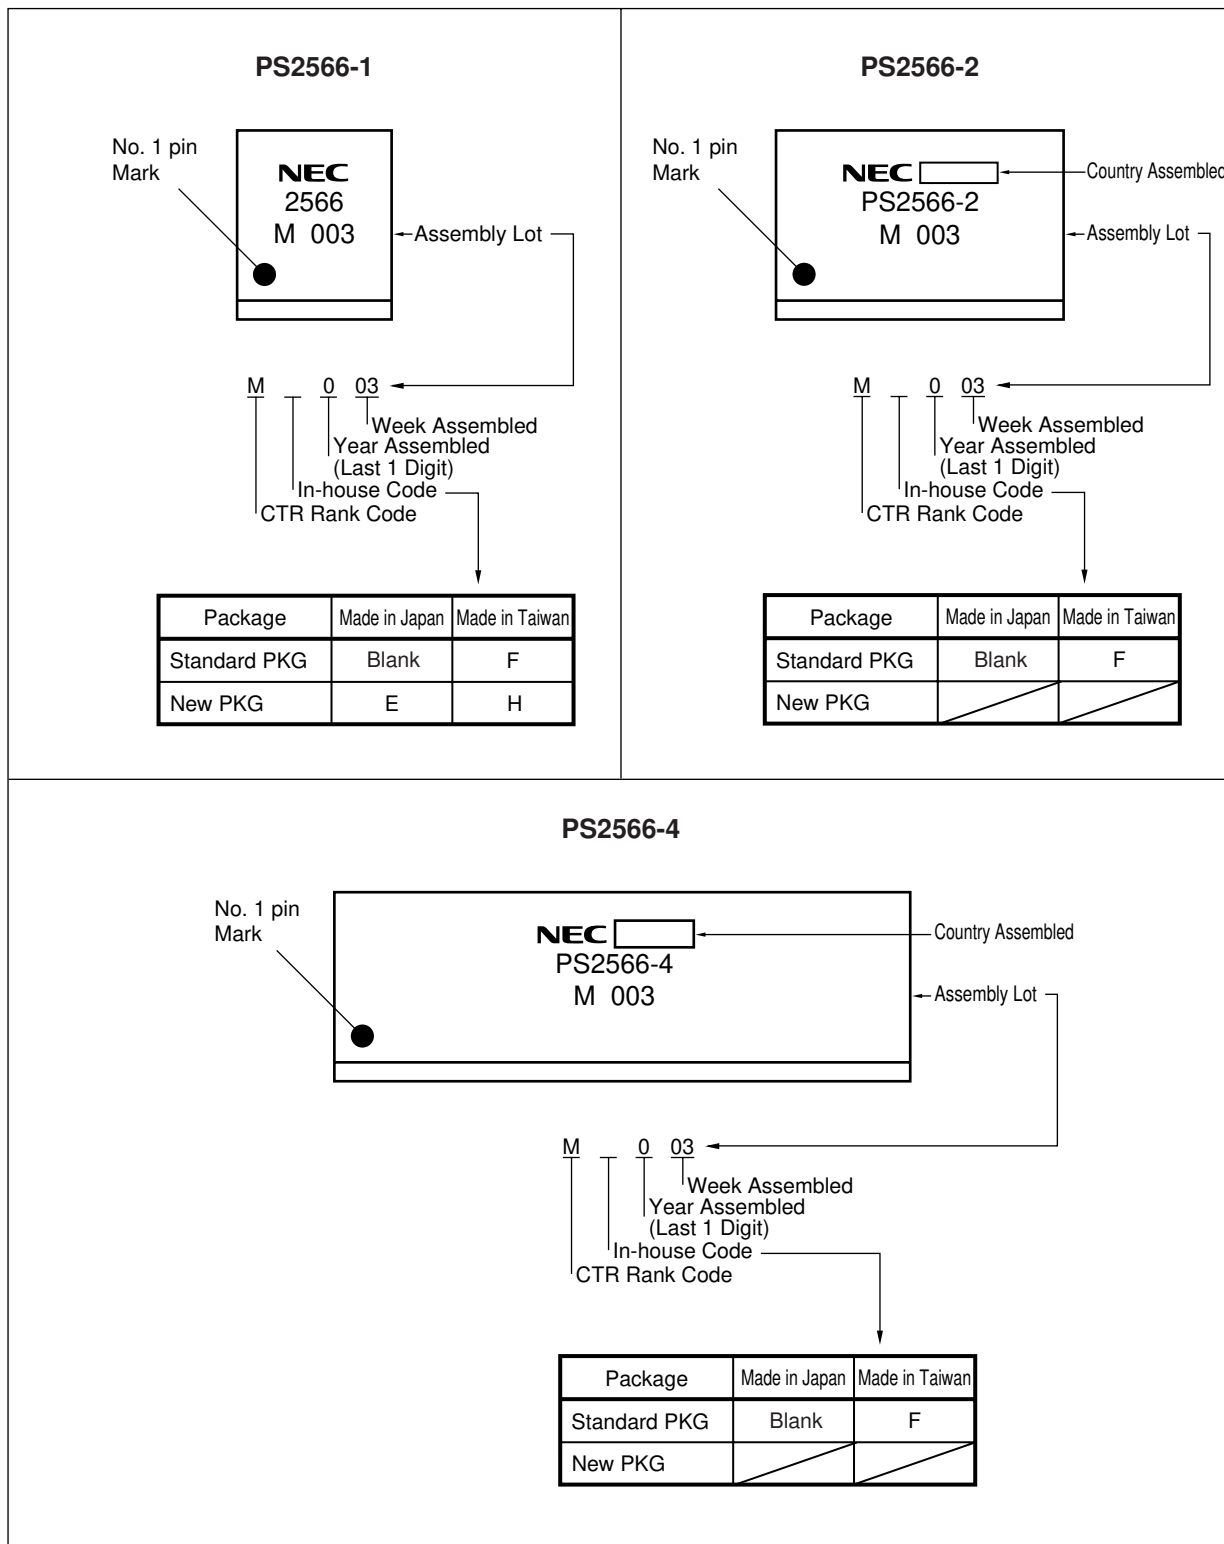 PS2566-1
No. 1 pin
Mark
NEC
2566
M 003
Assembly Lot
M 0 03
Week Assembled
Year Assembled
(Last 1 Digit)
In-house Code
CTR Rank Code
Package Made in Japan Made in Taiwan
Standard PKG Blank F
New PKG E H
PS2566-2
No. 1 pin
Mark
NEC
Country Assembled
PS2566-2
M 003
Assembly Lot
M 0 03
Week Assembled
Year Assembled
(Last 1 Digit)
In-house Code
CTR Rank Code
Package Made in Japan Made in Taiwan
Standard PKG Blank F
New PKG
PS2566-4
No. 1 pin
Mark
NEC
Country Assembled
PS2566-4
M 003
Assembly Lot
M 0 03
Week Assembled
Year Assembled
(Last 1 Digit)
In-house Code
CTR Rank Code
Package Made in Japan Made in Taiwan
Standard PKG Blank F
New PKG